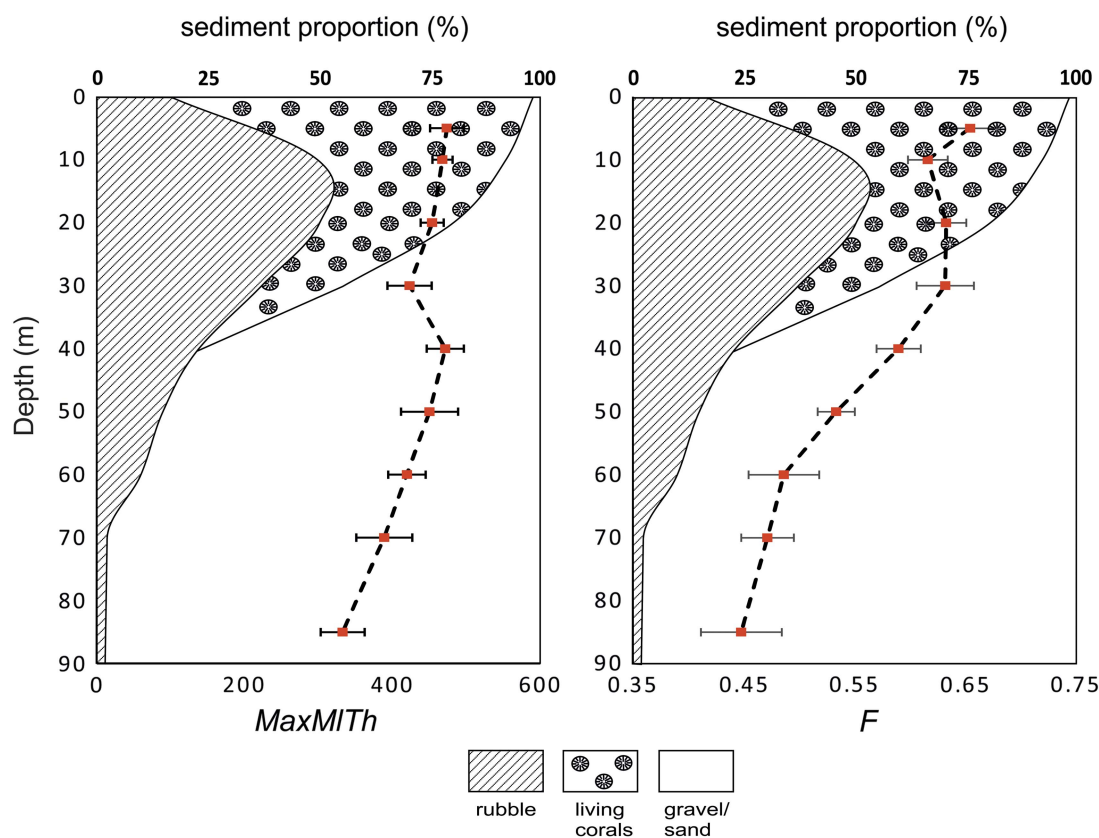 sediment proportion (%) sediment proportion (%)
0 25 50 75 100 0 25 50 75 100
0 0
10 10
20 20
30 30
40 40
Depth (m)
50 50
60 60
70 70
80 80
90 90
0 200 400 600 0.35 0.45 0.55 0.65 0.75
MaxMlTh F
rubble living gravel/
corals sand